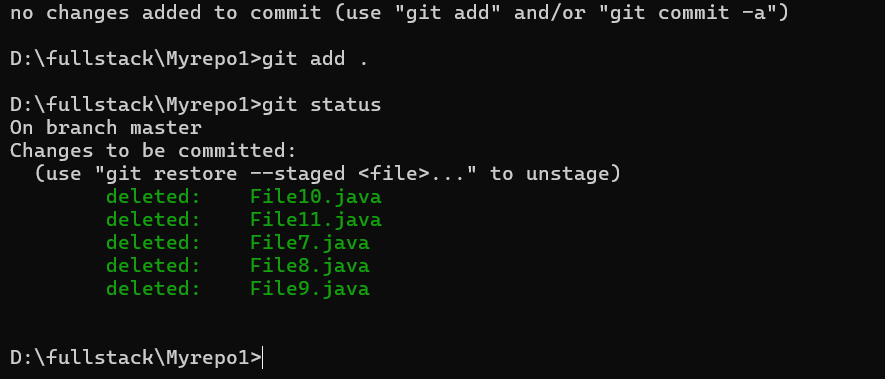 no changes added to commit (use "git add" and/or "git commit -a")
D:\fullstack\Myrepo1>git add .
D:\fullstack\Myrepo1>git status
On branch master
Changes to be committed:
  (use "git restore --staged <file>..." to unstage)
        deleted:    File10.java
        deleted:    File11.java
        deleted:    File7.java
        deleted:    File8.java
        deleted:    File9.java
D:\fullstack\Myrepo1>